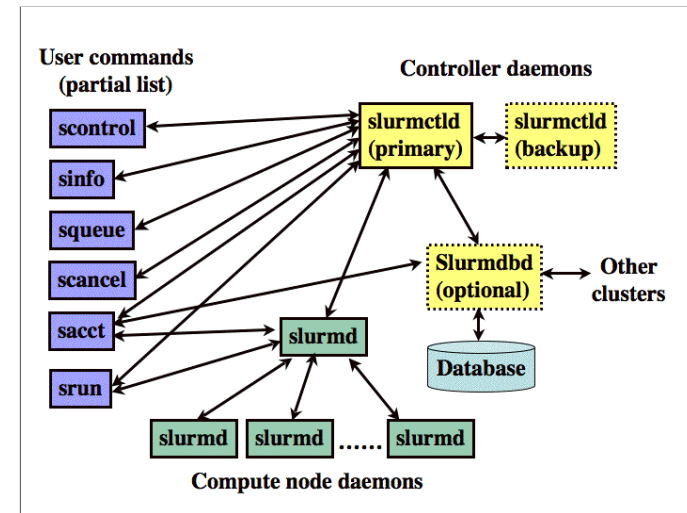 User commands
(partial list)
Controller daemons
scontrol
slurmctld
(primary)
slurmctld
(backup)
sinfo
squeue
scancel
Slurmdbd
(optional)
Other
clusters
sacct
slurmd
Database
srun
slurmd
slurmd
......
slurmd
Compute node daemons